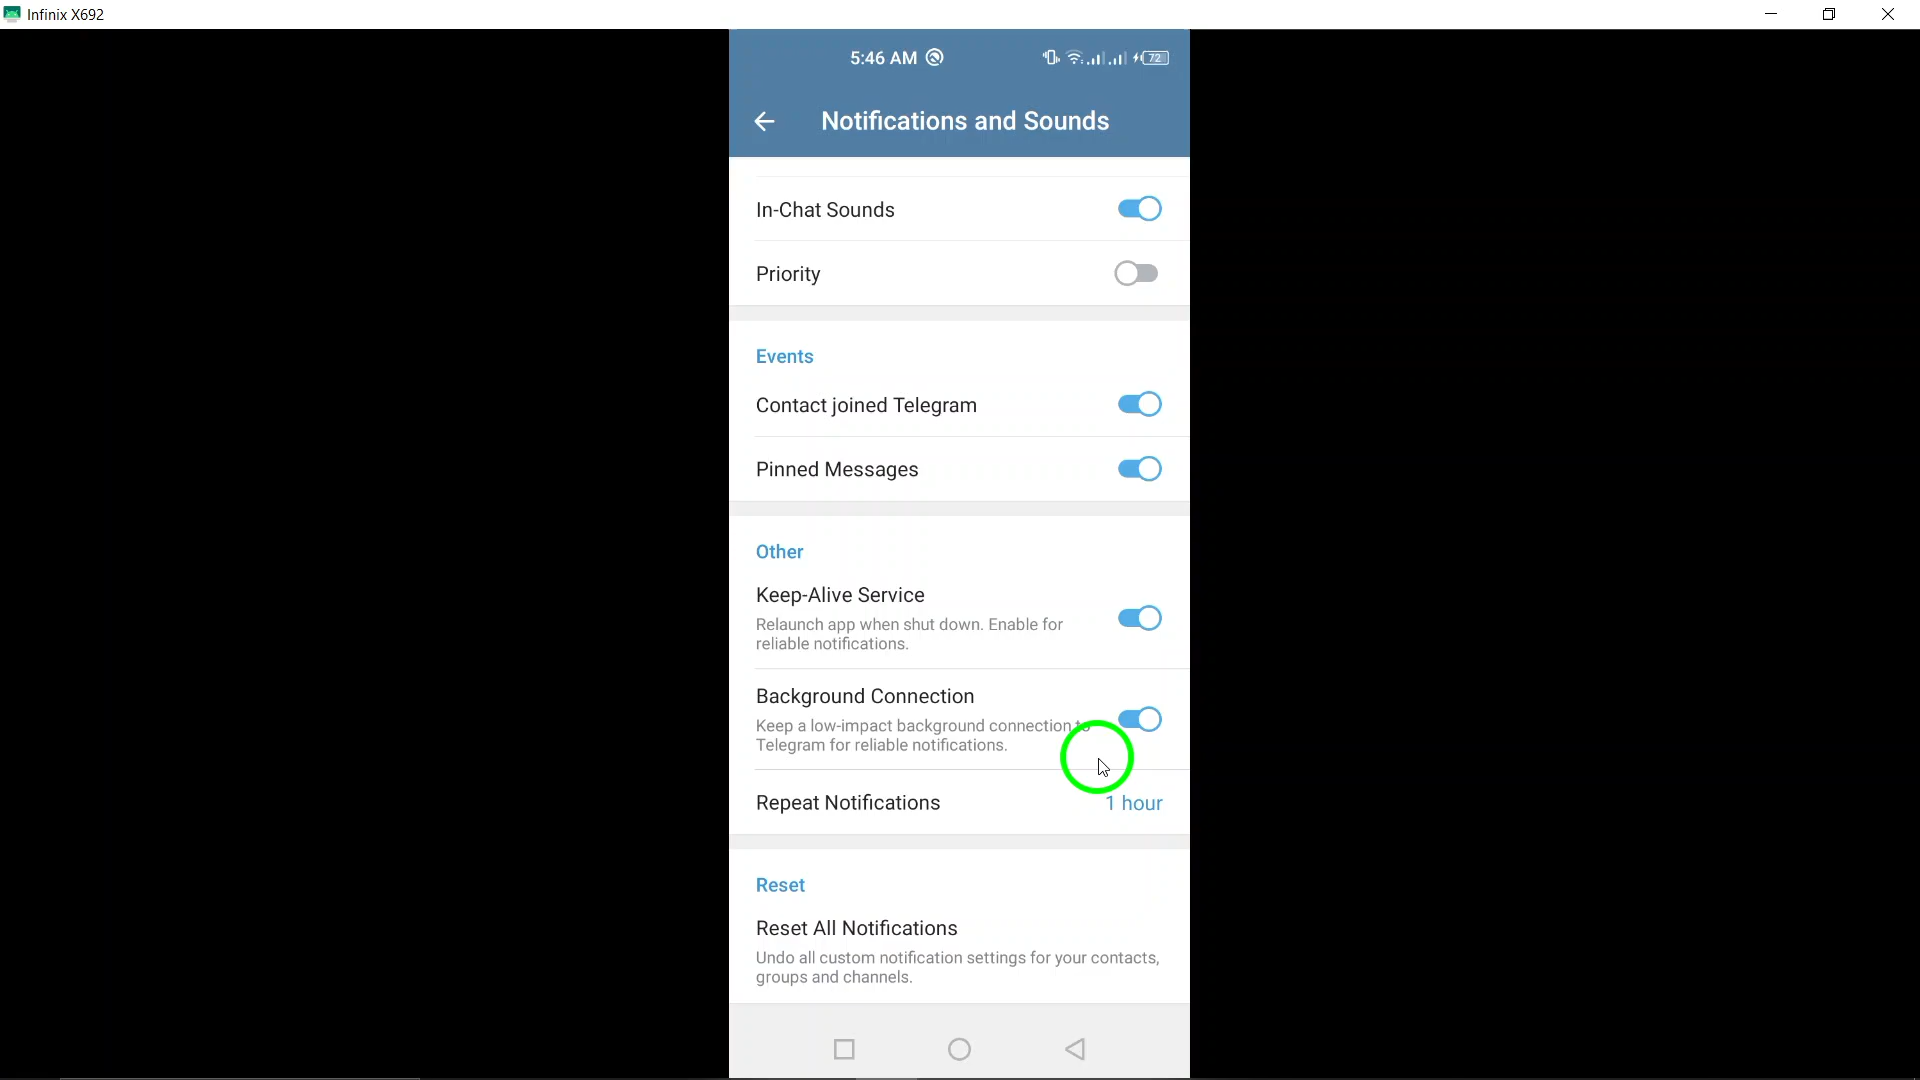 Infinix X692
5:46 AM
72
Notifications and Sounds
In-Chat Sounds
Priority
Events
Contact joined Telegram
Pinned Messages
Other
Keep-Alive Service
Relaunch app when shut down. Enable for
reliable notifications.
Background Connection
Keep a low-impact background connection to
Telegram for reliable notifications.
Repeat Notifications
1 hour
Reset
Reset All Notifications
Undo all custom notification settings for your contacts,
groups and channels.